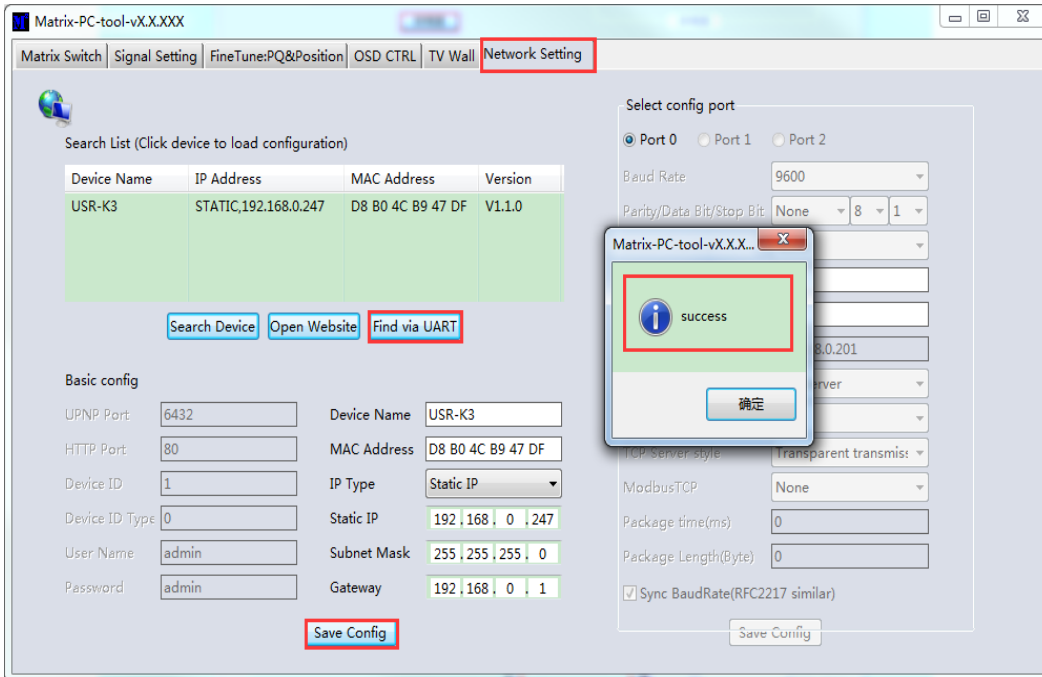 Matrix-PC-tool-vX.X.XXX
Matrix Switch Signal Setting FineTune:PQ&Position OSD CTRL TV Wall Network Setting
Search List (Click device to load configuration)
Device Name IP Address MAC Address Version
USR-K3 STATIC,192.168.0.247 D8 B0 4C B9 47 DF V1.1.0
Search Device Open Website Find via UART
Basic config
UPNP Port 6432 Device Name USR-K3
HTTP Port 80 MAC Address D8 B0 4C B9 47 DF
Device ID 1 IP Type Static IP
Device ID Type 0 Static IP 192 . 168 . 0 . 247
User Name admin Subnet Mask 255 . 255 . 255 . 0
Password admin Gateway 192 . 168 . 0 . 1
Save Config
Select config port
Port 0 Port 1 Port 2
Baud Rate 9600
Parity/Data Bit/Stop Bit None 8 1
Matrix-PC-tool-vX.X.X...
success
确定
8.0.201
erver
TCP Server style Transparent transmis
ModbusTCP None
Package time(ms) 0
Package Length(Byte) 0
Sync BaudRate(RFC2217 similar)
Save Config